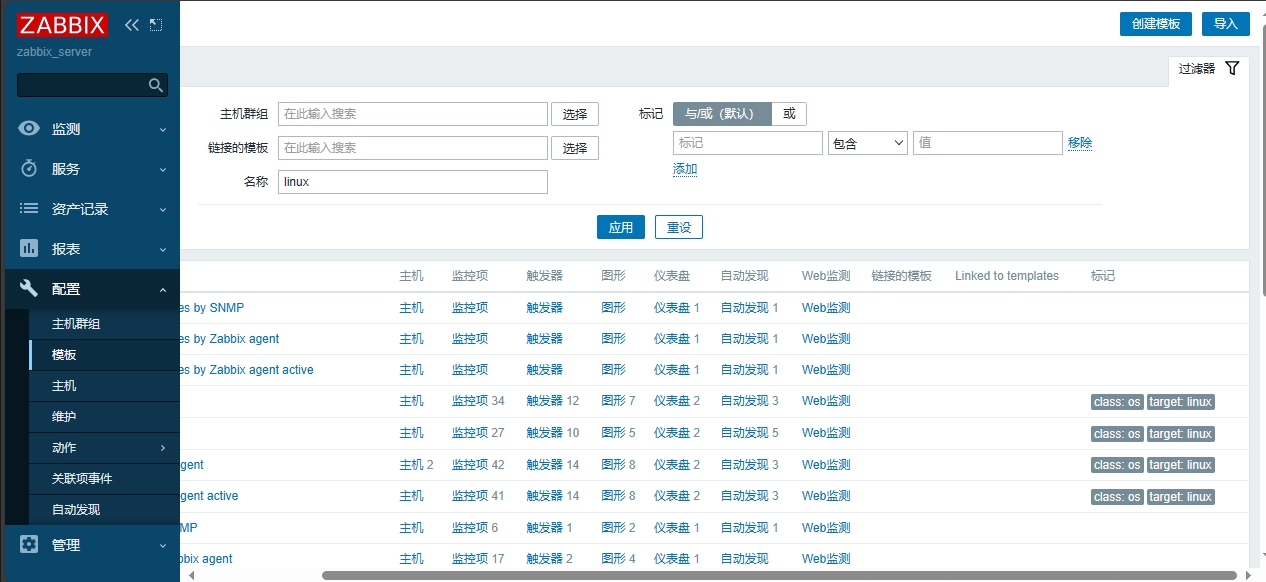 ZABBIX
zabbix_server
监测
服务
资产记录
报表
配置
主机群组
模板
主机
维护
动作
关联项事件
自动发现
管理
创建模板 导入
过滤器
主机群组 在此输入搜索 选择 标记 与/或（默认） 或
标记 包含 值 移除
链接的模板 在此输入搜索 选择
添加
名称 linux
应用 重设
主机 监控项 触发器 图形 仪表盘 自动发现 Web监测 链接的模板 Linked to templates 标记
es by SNMP 主机 监控项 触发器 图形 仪表盘 1 自动发现 1 Web监测
es by Zabbix agent 主机 监控项 触发器 图形 仪表盘 1 自动发现 1 Web监测
es by Zabbix agent active 主机 监控项 触发器 图形 仪表盘 1 自动发现 1 Web监测
主机 监控项 34 触发器 12 图形 7 仪表盘 2 自动发现 3 Web监测 class: os target: linux
主机 监控项 27 触发器 10 图形 5 仪表盘 2 自动发现 5 Web监测 class: os target: linux
gent 主机 2 监控项 42 触发器 14 图形 8 仪表盘 2 自动发现 3 Web监测 class: os target: linux
gent active 主机 监控项 41 触发器 14 图形 8 仪表盘 2 自动发现 3 Web监测 class: os target: linux
MP 主机 监控项 6 触发器 1 图形 2 仪表盘 1 自动发现 1 Web监测
bbix agent 主机 监控项 17 触发器 2 图形 4 仪表盘 1 自动发现 Web监测